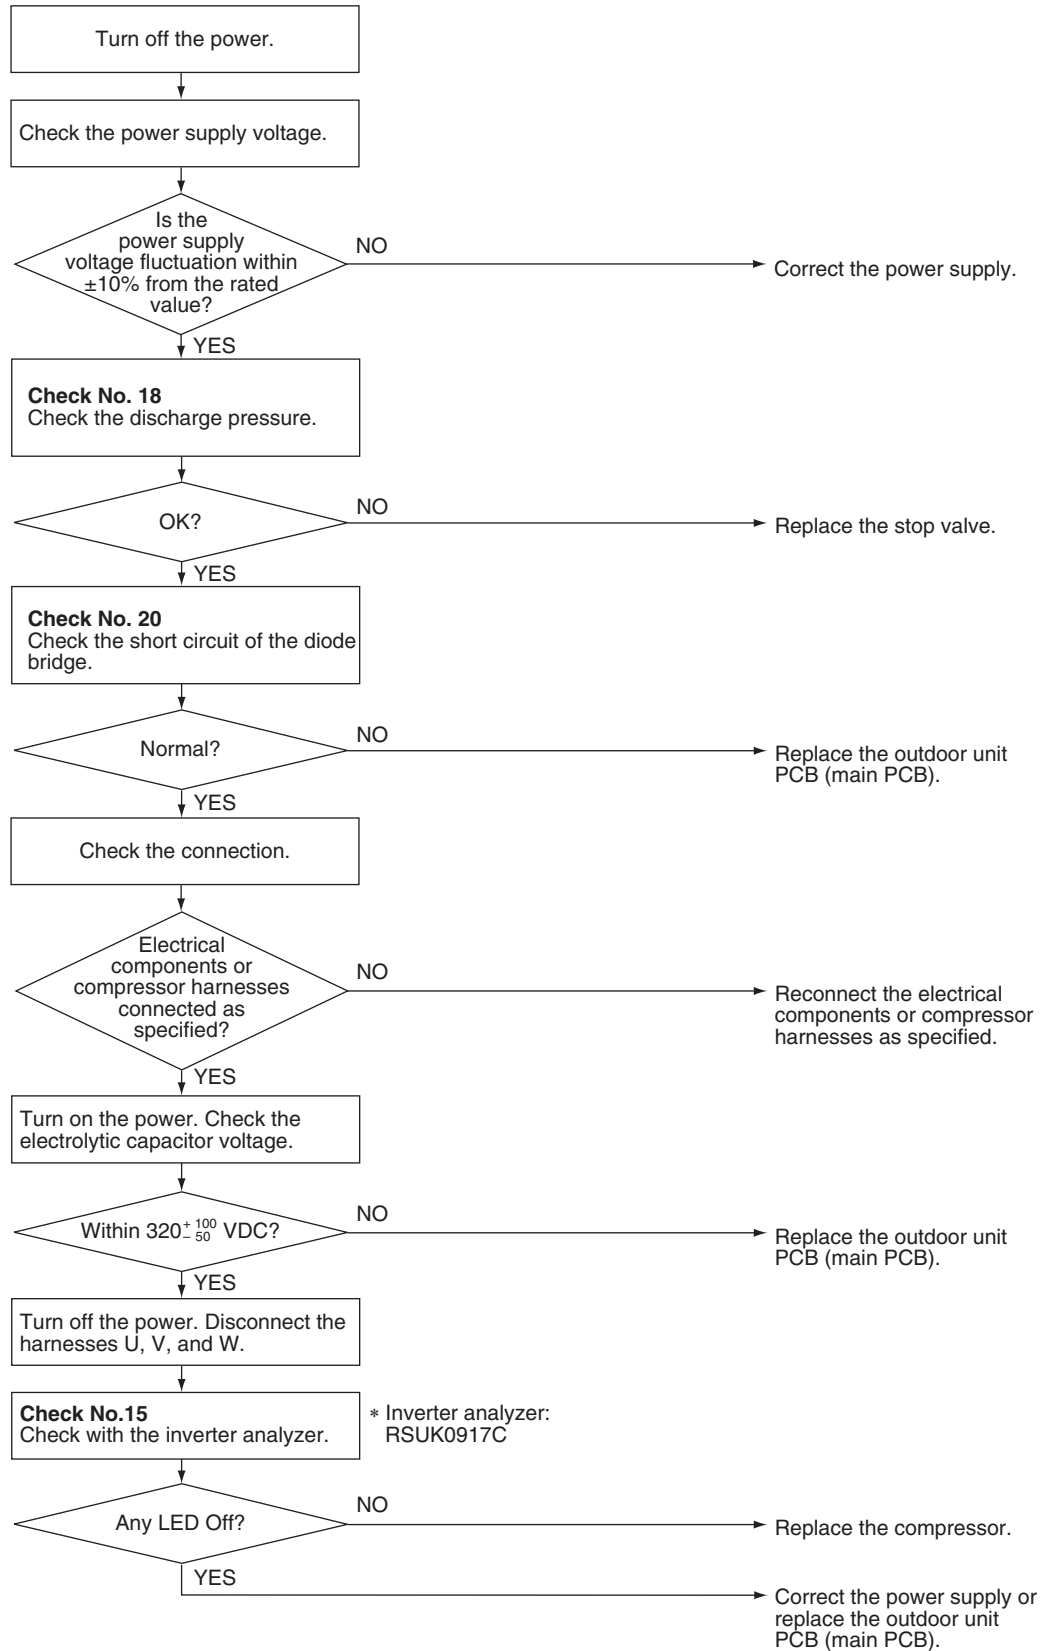 Turn off the power.
Check the power supply voltage.
Is the
power supply
voltage fluctuation within
±10% from the rated
value?
NO
Correct the power supply.
YES
Check No. 18
Check the discharge pressure.
OK?
NO
Replace the stop valve.
YES
Check No. 20
Check the short circuit of the diode
bridge.
Normal?
NO
Replace the outdoor unit
PCB (main PCB).
YES
Check the connection.
Electrical
components or
compressor harnesses
connected as
specified?
NO
Reconnect the electrical
components or compressor
harnesses as specified.
YES
Turn on the power. Check the
electrolytic capacitor voltage.
Within 320 + 100 − 50 VDC?
NO
Replace the outdoor unit
PCB (main PCB).
YES
Turn off the power. Disconnect the
harnesses U, V, and W.
Check No.15
Check with the inverter analyzer.
* Inverter analyzer:
RSUK0917C
Any LED Off?
NO
Replace the compressor.
YES
Correct the power supply or
replace the outdoor unit
PCB (main PCB).